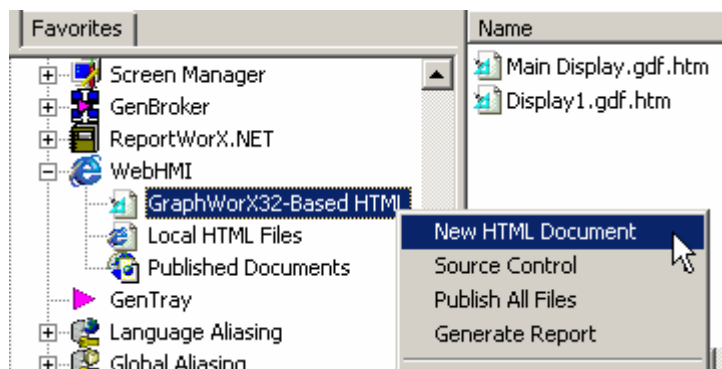 Favorites
Name
Screen Manager
GenBroker
ReportWorX.NET
WebHMI
GraphWorX32-Based HTML
Local HTML Files
Published Documents
GenTray
Language Aliasing
Global Aliasing
Main Display.gdf.htm
Display1.gdf.htm
New HTML Document
Source Control
Publish All Files
Generate Report